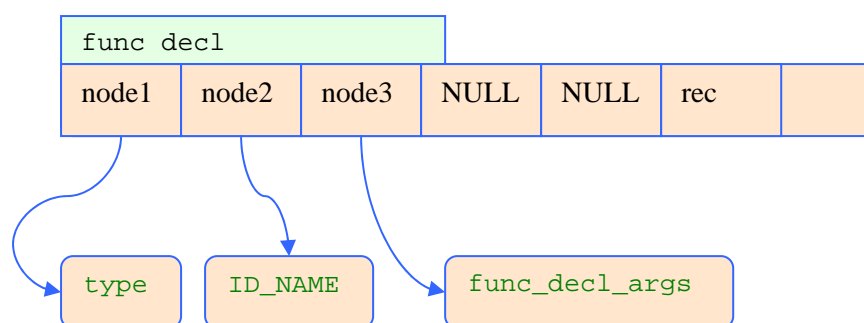 func decl
node1 node2 node3 NULL NULL rec
type ID_NAME func_decl_args